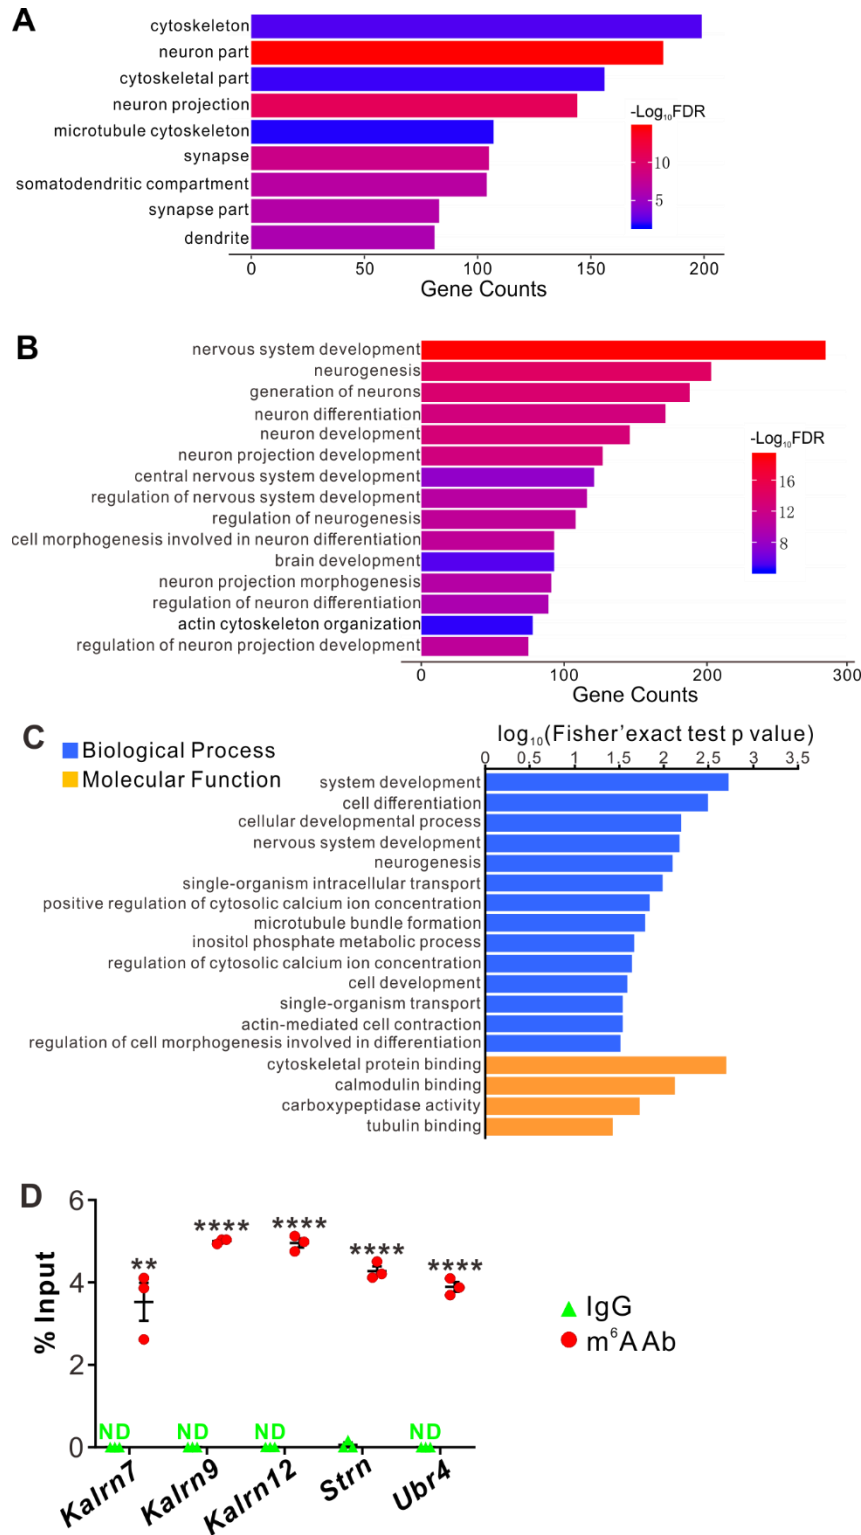 A
cytoskeleton
neuron part
cytoskeletal part
neuron projection
microtubule cytoskeleton
synapse
somatodendritic compartment
synapse part
dendrite
-Log₁₀FDR
10
5
0 50 100 150 200
Gene Counts
B
nervous system development
neurogenesis
generation of neurons
neuron differentiation
neuron development
neuron projection development
central nervous system development
regulation of nervous system development
regulation of neurogenesis
cell morphogenesis involved in neuron differentiation
brain development
neuron projection morphogenesis
regulation of neuron differentiation
actin cytoskeleton organization
regulation of neuron projection development
-Log₁₀FDR
16
12
8
0 100 200 300
Gene Counts
C
Biological Process
Molecular Function
log₁₀(Fisher'exact test p value)
0 0.5 1 1.5 2 2.5 3 3.5
system development
cell differentiation
cellular developmental process
nervous system development
neurogenesis
single-organism intracellular transport
positive regulation of cytosolic calcium ion concentration
microtubule bundle formation
inositol phosphate metabolic process
regulation of cytosolic calcium ion concentration
cell development
single-organism transport
actin-mediated cell contraction
regulation of cell morphogenesis involved in differentiation
cytoskeletal protein binding
calmodulin binding
carboxypeptidase activity
tubulin binding
D
% Input
6
4
2
0
** **** **** **** ****
ND ND ND ND
Kalrn7 Kalrn9 Kalrn12 Strn Ubr4
IgG
m⁶A Ab